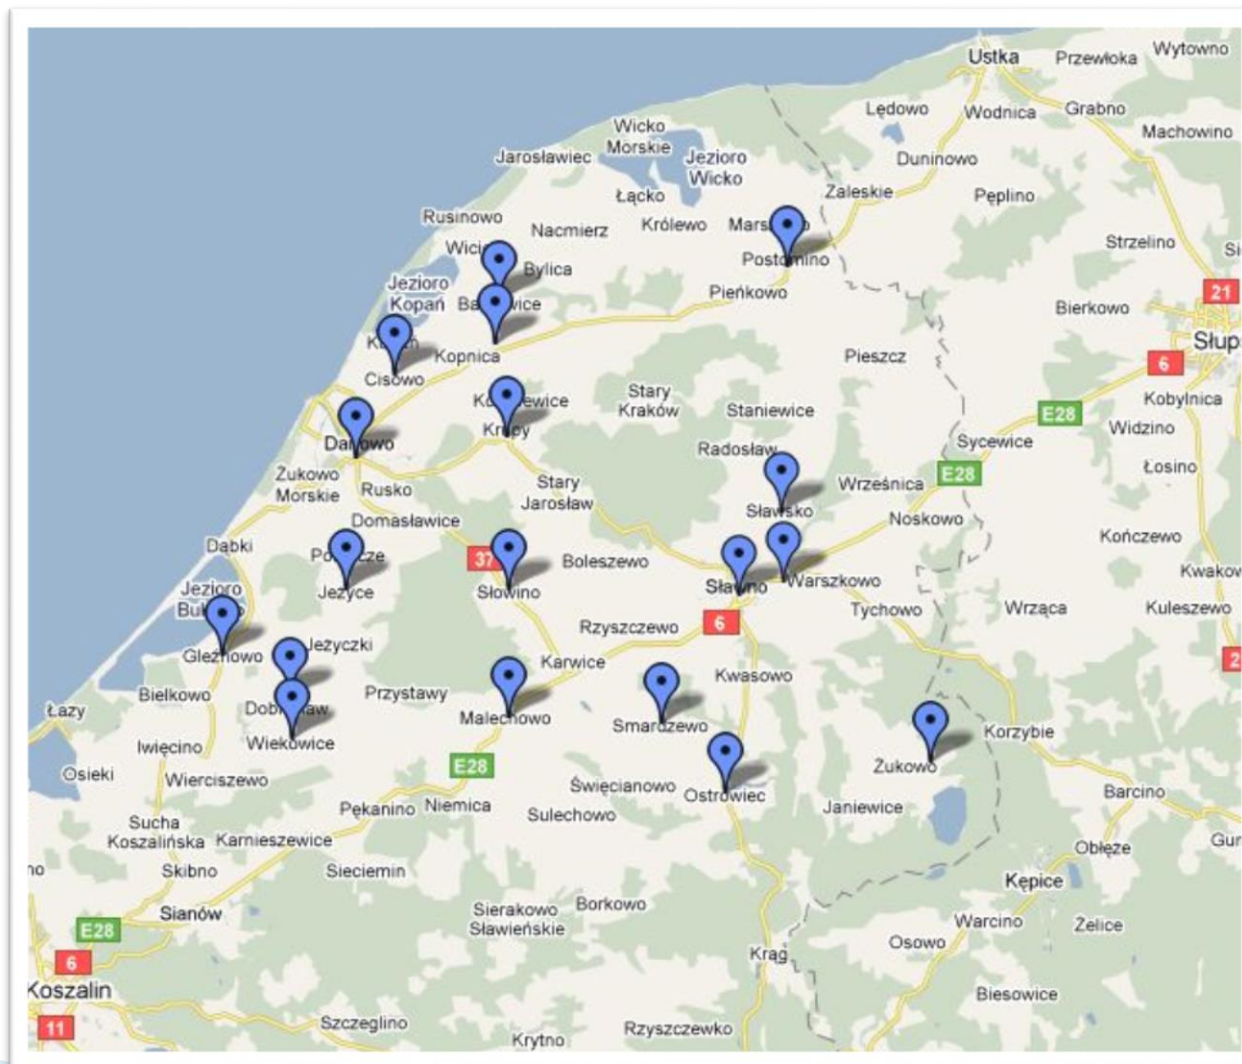 Ustka
Przewłoka
Wytowno
Lędowo
Wodnica
Grabno
Machowino
Wicko
Morskie
Jarosławiec
Jezioro
Wicko
Duninowo
Łącko
Zaleskie
Pęplino
Rusinowo
Nacmierz
Królewo
Strzelino
Bylica
Postomino
Jezioro
Kopań
Pieńkowo
21
Bierkowo
Kopnica
Pieszcz
6
Cisowo
Stary
Kraków
Staniewice
E28
Kobylnica
Widzino
Sycewice
Radosław
E28
Łosino
Żukowo
Morskie
Rusko
Stary
Jarosław
Wrześnica
Sławsko
Noskowo
Domasławice
Kończewo
Dąbki
37
Boleszewo
Jezioro
Jeżyce
Słowino
Sławno
Warszkowo
Tychowo
Wrząca
Kuleszewo
6
Rzyszczewo
Jeżyczki
Gleźnowo
Karwice
Kwasowo
Bielkowo
Przystawy
Łazy
Malechowo
Smardzewo
Wiekowice
Iwięcino
Korzybie
E28
Żukowo
Osieki
Wierciszewo
Święcianowo
Ostrowiec
Barcino
Pękanino
Niemica
Sulechowo
Janiewice
Sucha
Koszalińska
Karnieszewice
Obłęże
Skibno
Sieciemin
Kępice
Sianów
Sierakowo
Sławieńskie
Borkowo
Warcino
Żelice
E28
Osowo
Krąg
6
Koszalin
Biesowice
11
Szczeglino
Rzyszczewko
Krytno